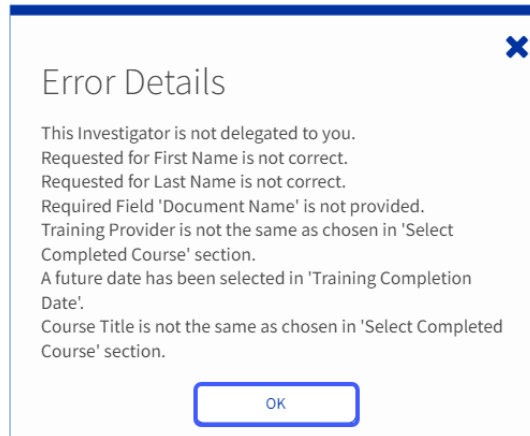 Error Details
This Investigator is not delegated to you.
Requested for First Name is not correct.
Requested for Last Name is not correct.
Required Field 'Document Name' is not provided.
Training Provider is not the same as chosen in 'Select
Completed Course' section.
A future date has been selected in 'Training Completion
Date'.
Course Title is not the same as chosen in 'Select Completed
Course' section.
OK